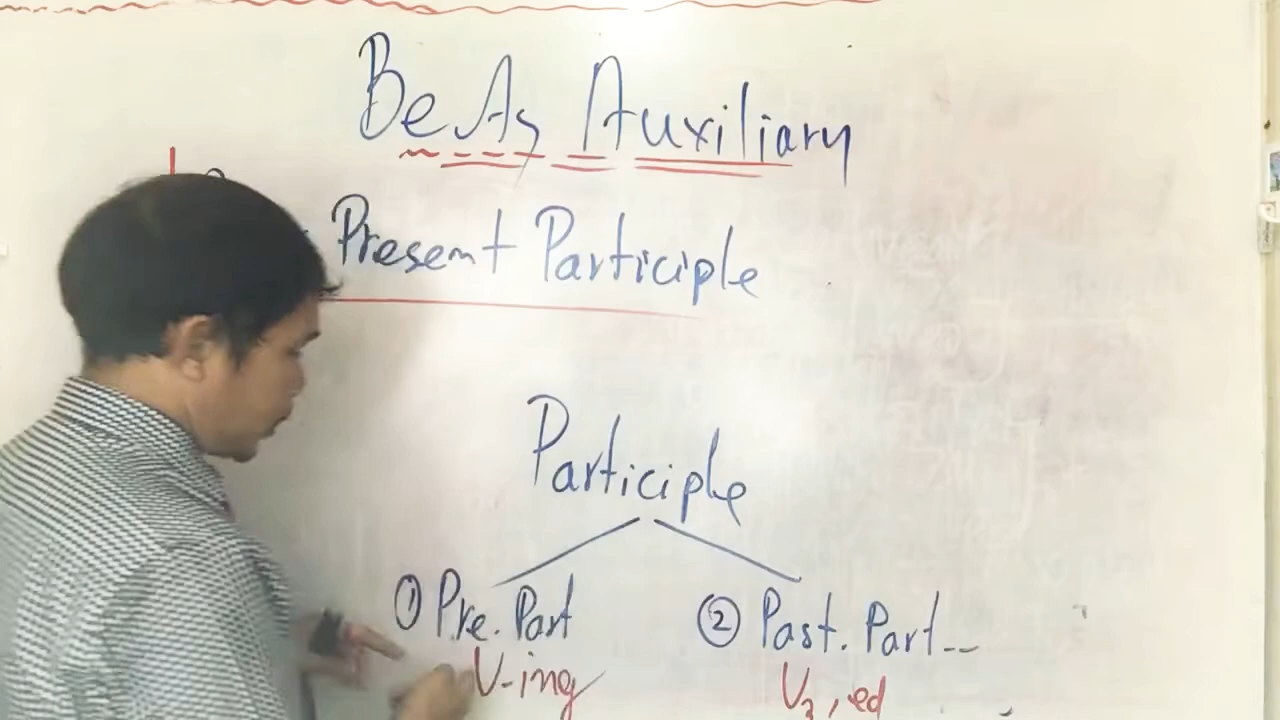 Be As Auxiliary
Present Participle
Participle
① Pre. Part
V-ing
② Past. Part--
V3, ed